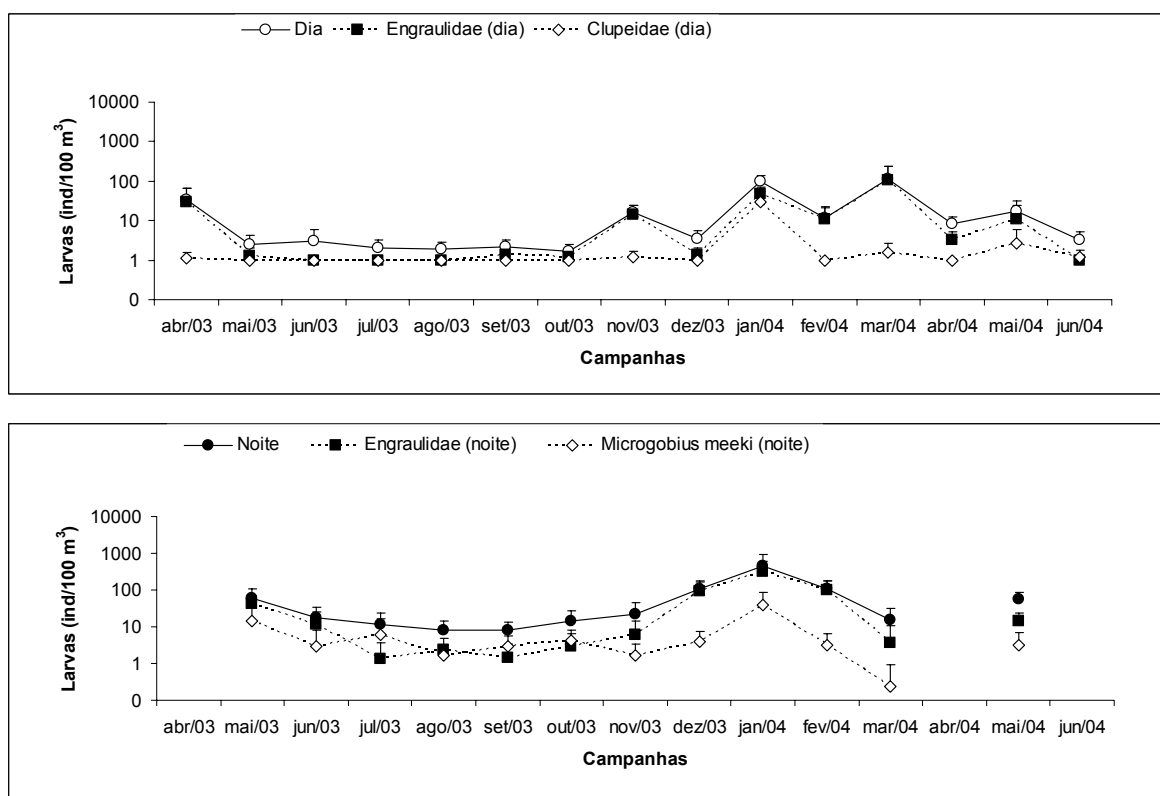 Dia Engraulidae (dia) Clupeidae (dia)
Larvas (ind/100 m³)
10000
1000
100
10
1
0
abr/03 mai/03 jun/03 jul/03 ago/03 set/03 out/03 nov/03 dez/03 jan/04 fev/04 mar/04 abr/04 mai/04 jun/04
Campanhas
Noite Engraulidae (noite) Microgobius meeki (noite)
Larvas (ind/100 m³)
10000
1000
100
10
1
0
abr/03 mai/03 jun/03 jul/03 ago/03 set/03 out/03 nov/03 dez/03 jan/04 fev/04 mar/04 abr/04 mai/04 jun/04
Campanhas